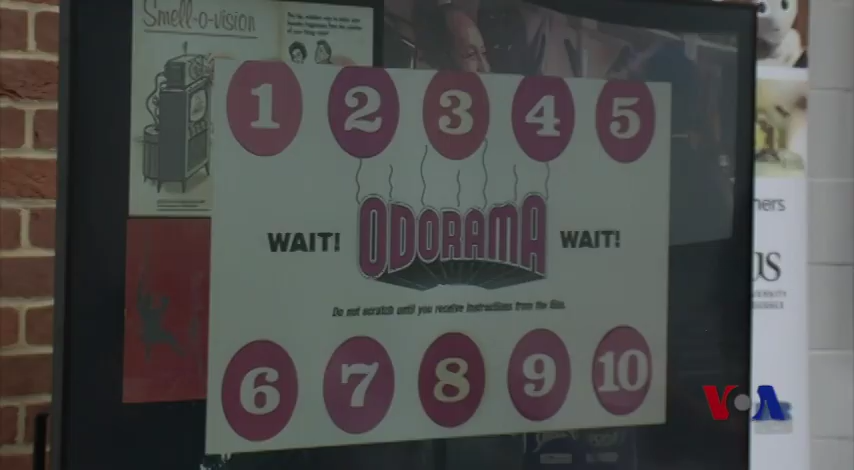 Smell-o-vision
1 2 3 4 5
WAIT! ODORAMA WAIT!
Do not scratch until you receive instructions from the film.
6 7 8 9 10
VOA